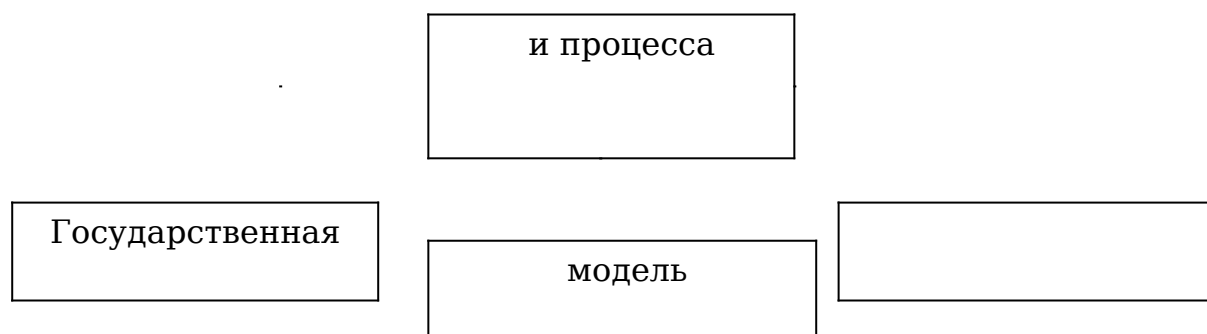 и процесса
Государственная
модель